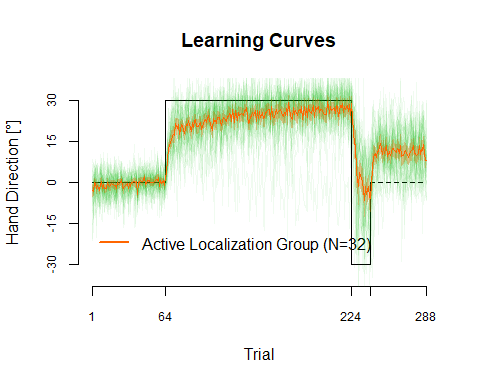 Learning Curves
Hand Direction [°]
30
15
0
-15
-30
Active Localization Group (N=32)
1
64
224
288
Trial